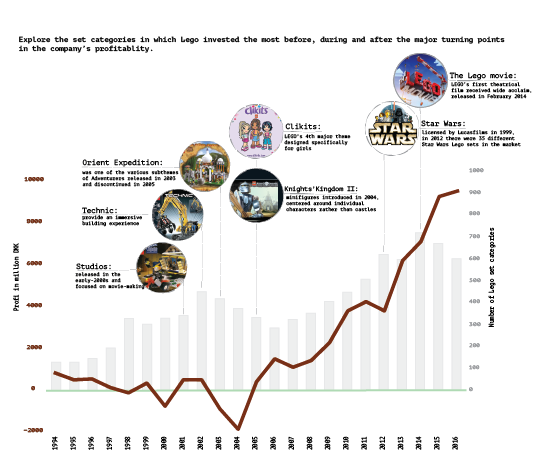 Explore the set categories in which Lego invested the most before, during and after the major turning points
in the company's profitablity.
The Lego movie:
LEGO's first theatrical
film received wide acclaim,
released in February 2014
LEGO
Clikits
Clikits:
LEGO's 4th major theme
designed specifically
for girls
STAR WARS
Star Wars:
licensed by Lucasfilms in 1999,
in 2012 there were 35 different
Star Wars Lego sets in the market
Orient Expedition:
was one of the various subthemes
of Adventurers released in 2003
and discontinued in 2005
Knights'Kingdom II:
minifigures introduced in 2004,
centered around individual
characters rather than castles
TECHNIC
Technic:
provide an immersive
building experience
Studios:
released in the
early-2000s and
focused on movie-making
Profi in million DKK
10000
8000
6000
4000
2000
0
-2000
Number of Lego set categories
1000
900
800
700
600
500
400
300
200
100
0
1994 1995 1996 1997 1998 1999 2000 2001 2002 2003 2004 2005 2006 2007 2008 2009 2010 2011 2012 2013 2014 2015 2016